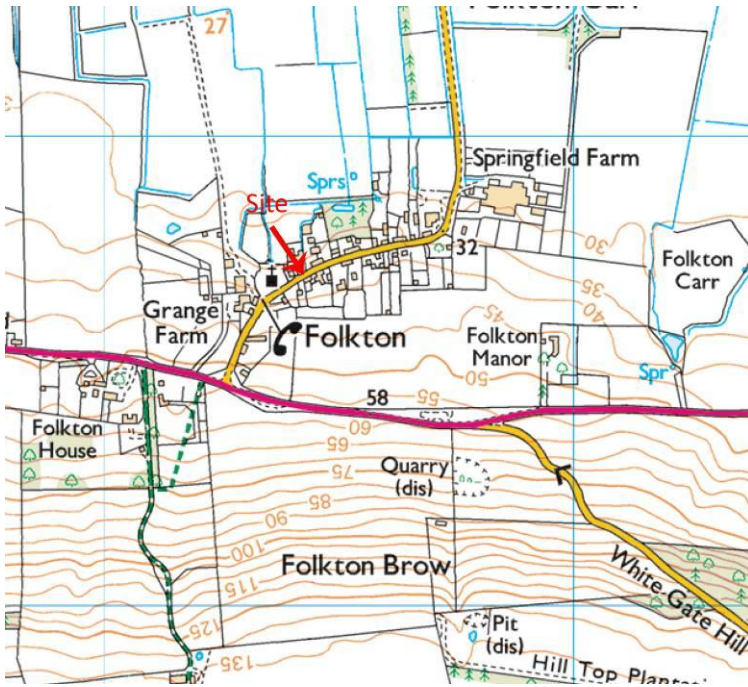 Folkton Carr
27
Springfield Farm
Sprs
Site
32
30
35
40
45
Folkton
Carr
Grange
Farm
Folkton
Folkton
Manor
50
Spr
58
55
60
65
75
85
90
100
115
125
135
Folkton
House
Quarry
(dis)
Folkton Brow
White Gate Hill
Pit
(dis)
Hill Top Plantat